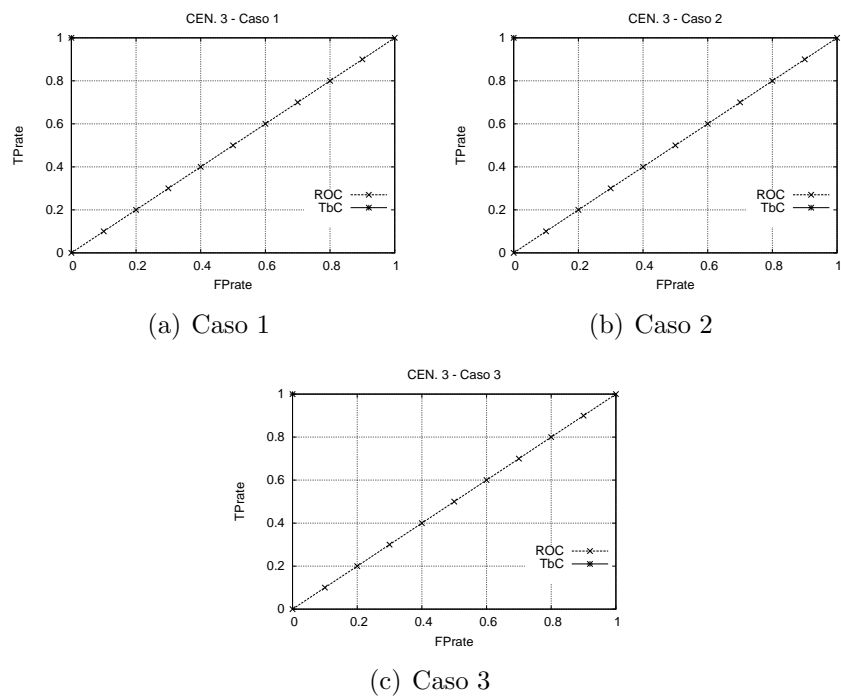 CEN. 3 - Caso 1
1
0.8
0.6
0.4
0.2
0
TPrate
ROC
TbC
0 0.2 0.4 0.6 0.8 1
FPrate
(a) Caso 1
CEN. 3 - Caso 2
1
0.8
0.6
0.4
0.2
0
TPrate
ROC
TbC
0 0.2 0.4 0.6 0.8 1
FPrate
(b) Caso 2
CEN. 3 - Caso 3
1
0.8
0.6
0.4
0.2
0
TPrate
ROC
TbC
0 0.2 0.4 0.6 0.8 1
FPrate
(c) Caso 3